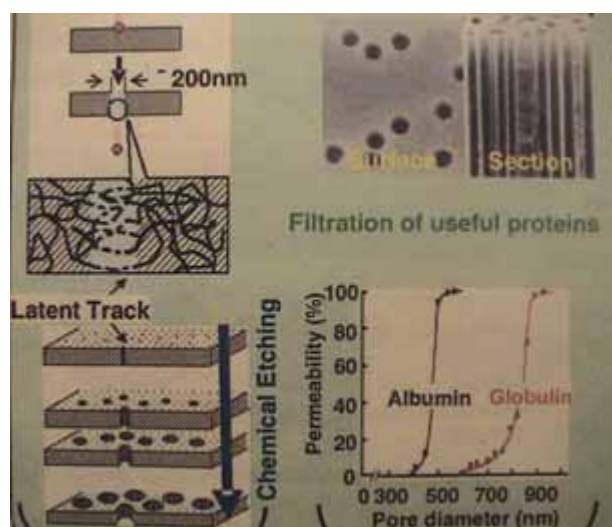 ~ 200nm
Surface
Section
Filtration of useful proteins
Latent Track
Chemical Etching
Permeability (%)
100
80
60
40
20
0
Albumin
Globulin
0 300 500 700 900
Pore diameter (nm)